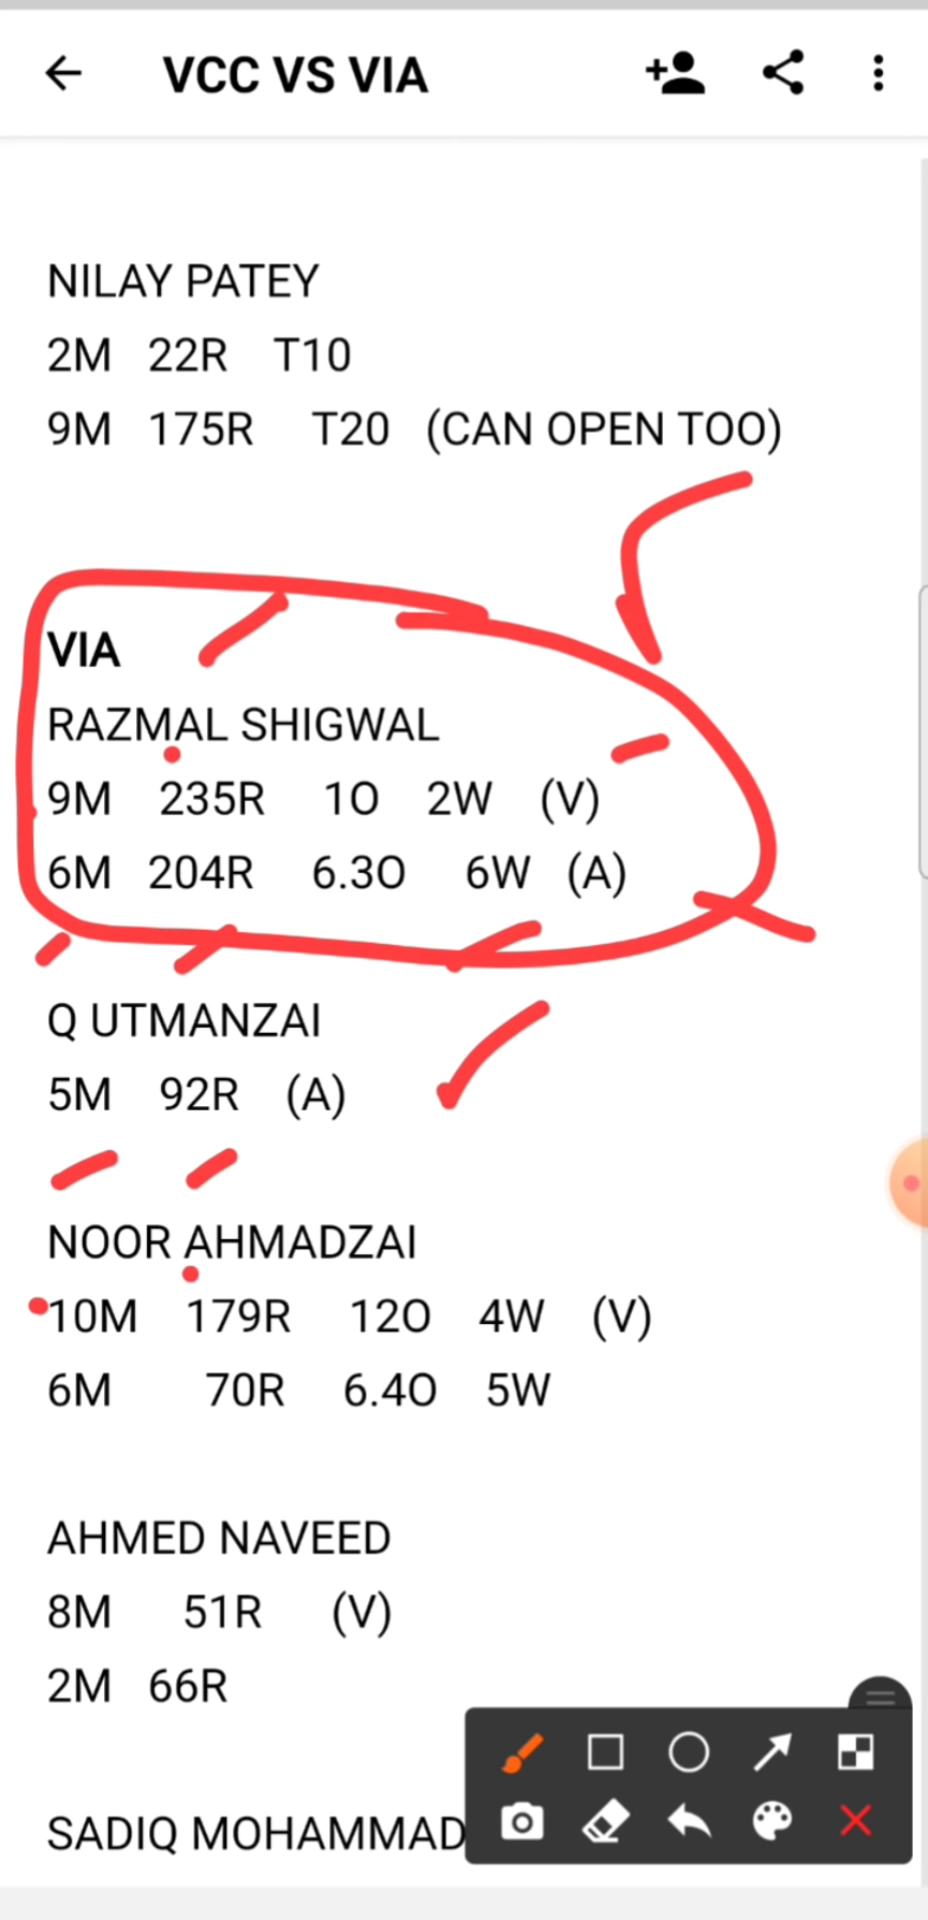 VCC VS VIA
NILAY PATEY
2M 22R T10
9M 175R T20 (CAN OPEN TOO)
VIA
RAZMAL SHIGWAL
9M 235R 1O 2W (V)
6M 204R 6.3O 6W (A)
Q UTMANZAI
5M 92R (A)
NOOR AHMADZAI
10M 179R 12O 4W (V)
6M 70R 6.4O 5W
AHMED NAVEED
8M 51R (V)
2M 66R
SADIQ MOHAMMAD